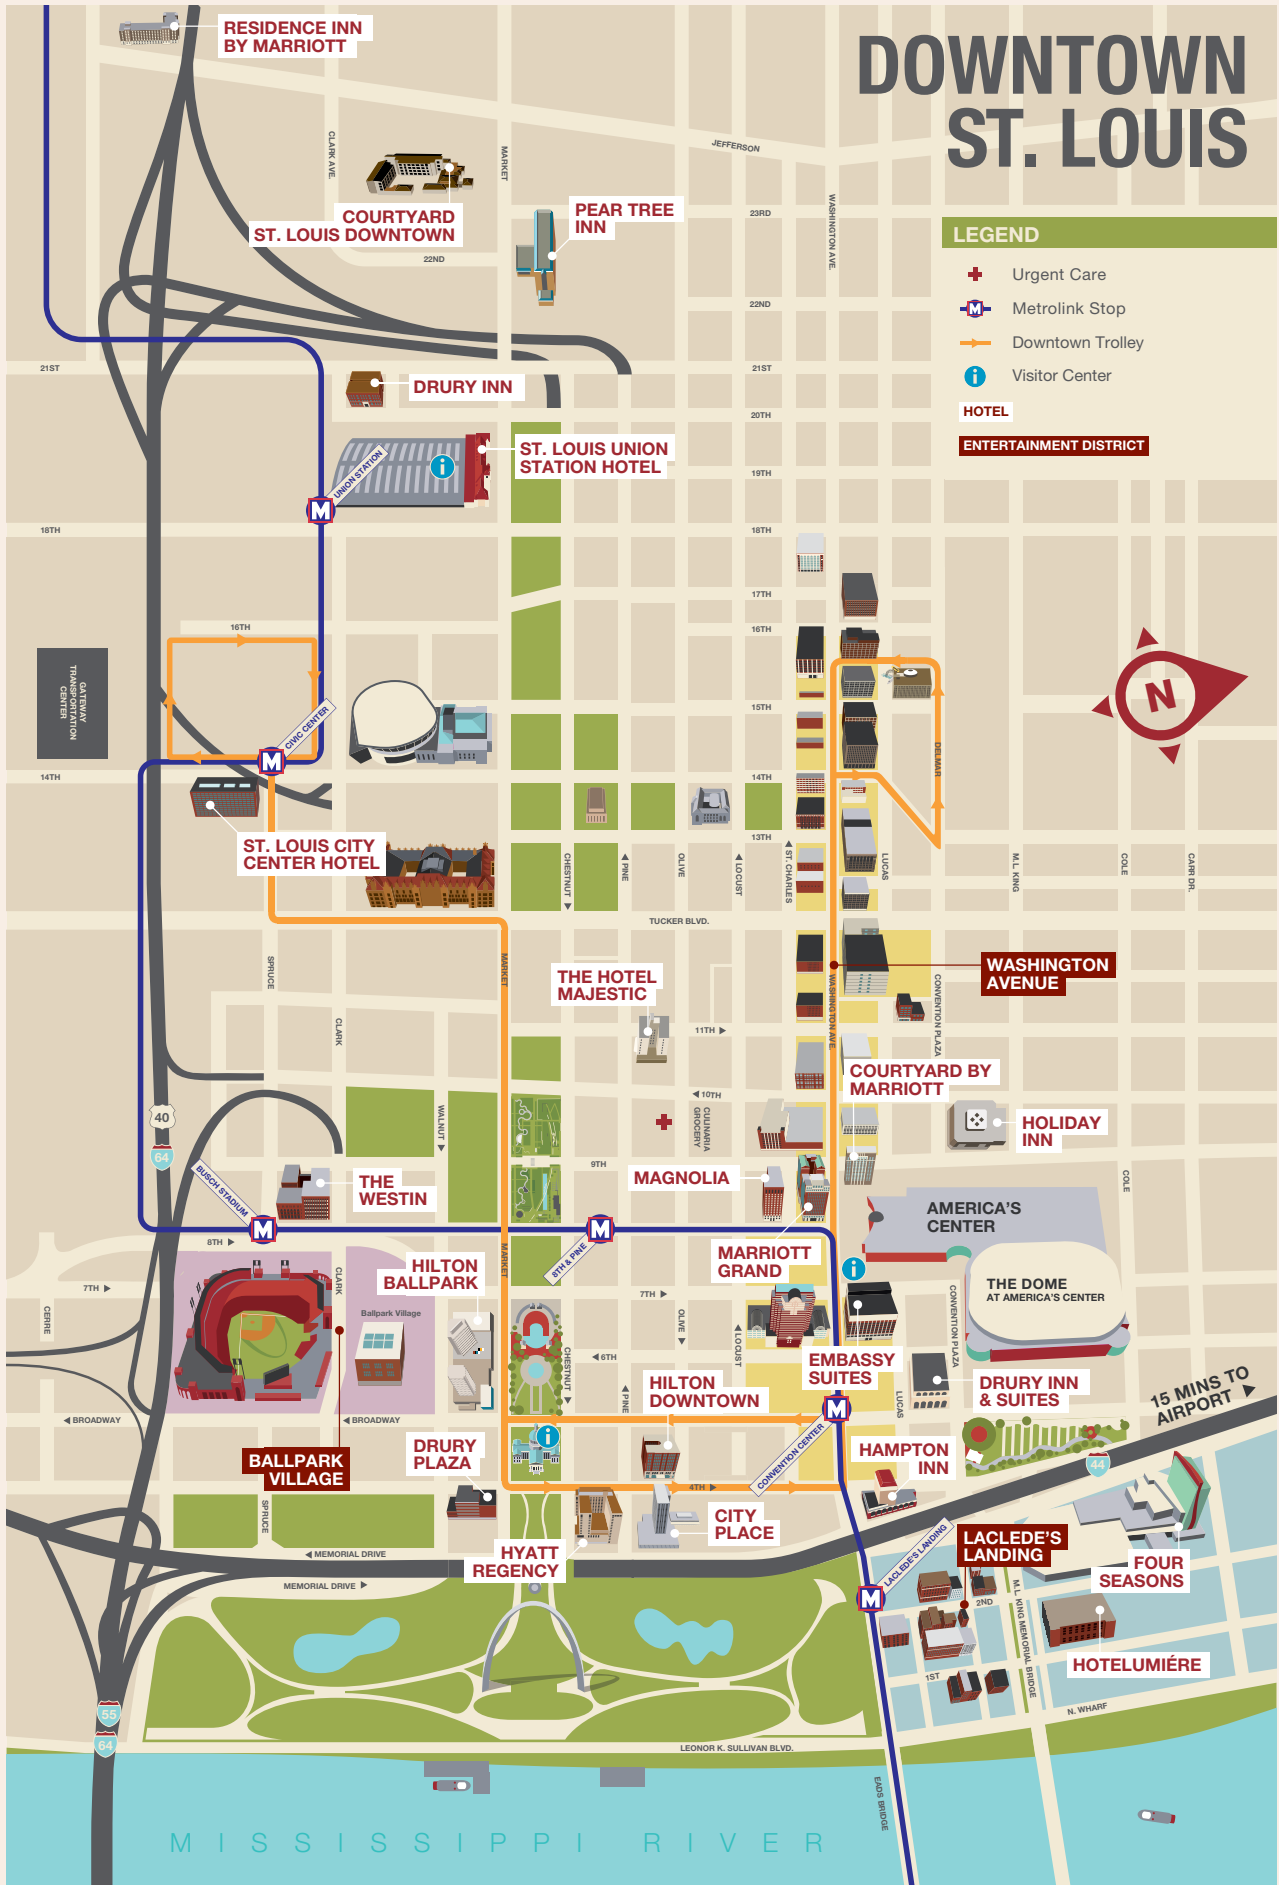 DOWNTOWN
ST. LOUIS
RESIDENCE INN
BY MARRIOTT
CLARK AVE.
MARKET
JEFFERSON
COURTYARD
ST. LOUIS DOWNTOWN
22ND
PEAR TREE
INN
23RD
WASHINGTON AVE.
22ND
LEGEND
Urgent Care
Metrolink Stop
Downtown Trolley
Visitor Center
HOTEL
ENTERTAINMENT DISTRICT
21ST
21ST
DRURY INN
20TH
ST. LOUIS UNION
STATION HOTEL
UNION STATION
19TH
18TH
18TH
17TH
16TH
16TH
GATEWAY
TRANSPORTATION
CENTER
N
15TH
CIVIC CENTER
DELMAR
14TH
14TH
ST. LOUIS CITY
CENTER HOTEL
13TH
CHESTNUT
PINE
OLIVE
LOCUST
ST. CHARLES
LUCAS
M.L. KING
COLE
CARR DR.
TUCKER BLVD.
SPRUCE
MARKET
THE HOTEL
MAJESTIC
WASHINGTON
AVENUE
WASHINGTON AVE.
CONVENTION PLAZA
CLARK
11TH
COURTYARD BY
MARRIOTT
10TH
40
64
WALNUT
CULINARIA
GROCERY
HOLIDAY
INN
9TH
MAGNOLIA
BUSCH STADIUM
THE
WESTIN
COLE
AMERICA'S
CENTER
8TH
8TH & PINE
MARRIOTT
GRAND
HILTON
BALLPARK
MARKET
CLARK
7TH
7TH
THE DOME
AT AMERICA'S CENTER
CERRE
Ballpark Village
OLIVE
LOCUST
CONVENTION PLAZA
6TH
CHESTNUT
PINE
EMBASSY
SUITES
HILTON
DOWNTOWN
DRURY INN
& SUITES
LUCAS
15 MINS TO
AIRPORT
BROADWAY
BROADWAY
BALLPARK
VILLAGE
DRURY
PLAZA
CONVENTION CENTER
HAMPTON
INN
44
4TH
SPRUCE
CITY
PLACE
HYATT
REGENCY
MEMORIAL DRIVE
MEMORIAL DRIVE
LACLEDE'S LANDING
LACLEDE'S
LANDING
FOUR
SEASONS
2ND
M.L. KING MEMORIAL BRIDGE
HOTELUMIÉRE
1ST
N. WHARF
55
64
LEONOR K. SULLIVAN BLVD.
EADS BRIDGE
MISSISSIPPI RIVER